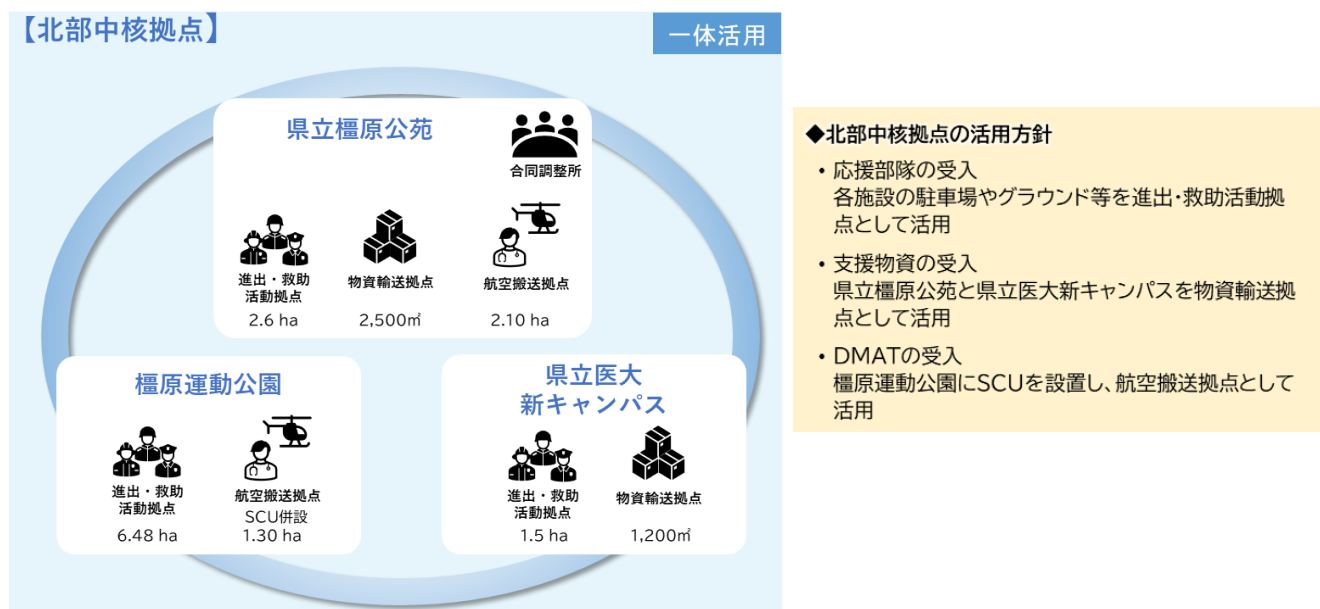 【北部中核拠点】
一体活用
県立橿原公苑
合同調整所
進出・救助
活動拠点
2.6 ha
物資輸送拠点
2,500㎡
航空搬送拠点
2.10 ha
橿原運動公園
進出・救助
活動拠点
6.48 ha
航空搬送拠点
SCU併設
1.30 ha
県立医大
新キャンパス
進出・救助
活動拠点
1.5 ha
物資輸送拠点
1,200㎡
◆北部中核拠点の活用方針
・応援部隊の受入
各施設の駐車場やグラウンド等を進出・救助活動拠
点として活用
・支援物資の受入
県立橿原公苑と県立医大新キャンパスを物資輸送拠
点として活用
・DMATの受入
橿原運動公園にSCUを設置し、航空搬送拠点として
活用